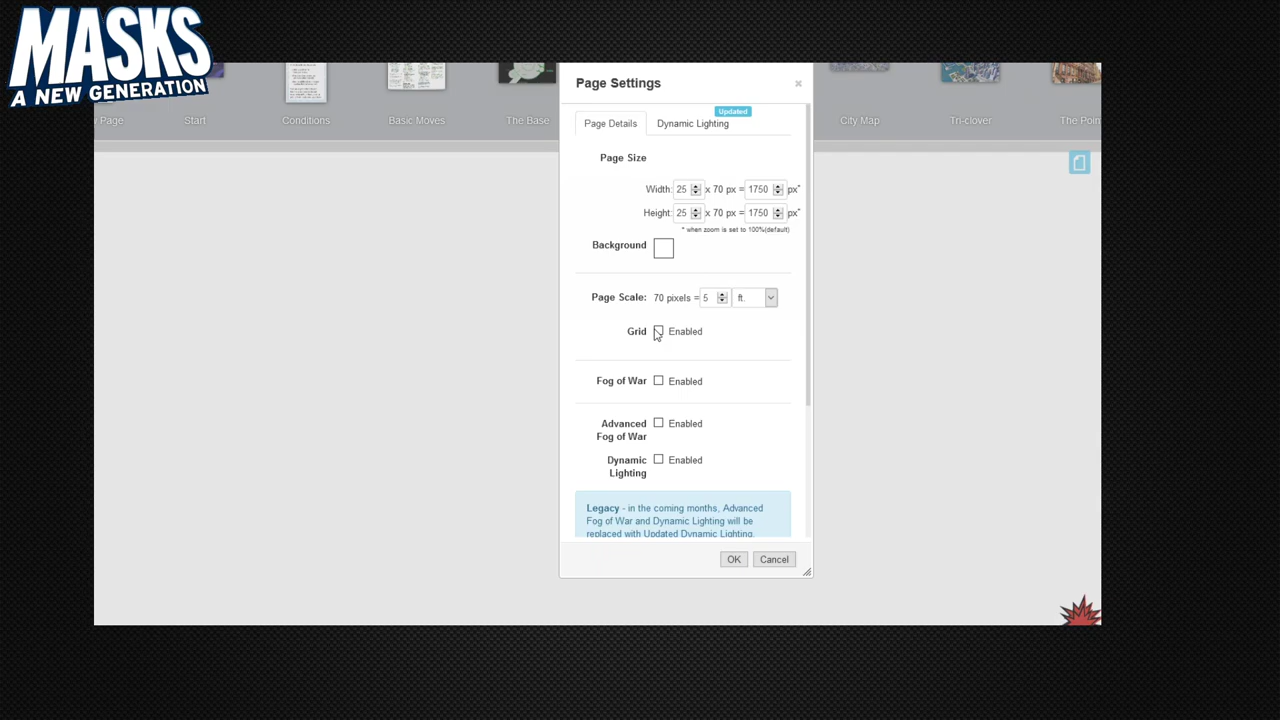 MASKS
A NEW GENERATION
Page Settings
Page Start Conditions Basic Moves The Base City Map Tri-clover The Poin
Updated
Page Details Dynamic Lighting
Page Size
Width: 25 x 70 px = 1750 px*
Height: 25 x 70 px = 1750 px*
* when zoom is set to 100%(default)
Background
Page Scale: 70 pixels = 5 ft.
Grid Enabled
Fog of War Enabled
Advanced
Fog of War Enabled
Dynamic
Lighting Enabled
Legacy - in the coming months, Advanced
Fog of War and Dynamic Lighting will be
replaced with Updated Dynamic Lighting.
OK Cancel